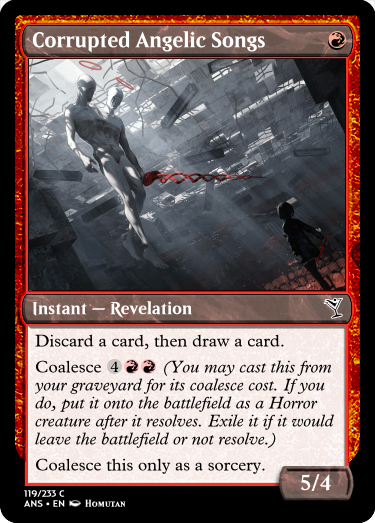 Corrupted Angelic Songs
Instant — Revelation
Discard a card, then draw a card.
Coalesce 4 (You may cast this from
your graveyard for its coalesce cost. If you
do, put it onto the battlefield as a Horror
creature after it resolves. Exile it if it would
leave the battlefield or not resolve.)
Coalesce this only as a sorcery.
5/4
119/233 C
ANS • EN HOMUTAN